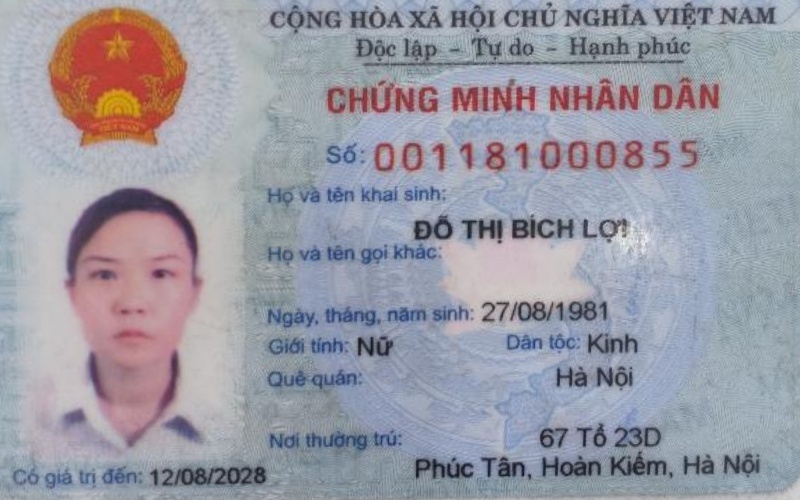 CỘNG HÒA XÃ HỘI CHỦ NGHĨA VIỆT NAM
Độc lập - Tự do - Hạnh phúc
CHỨNG MINH NHÂN DÂN
Số: 001181000855
Họ và tên khai sinh:
ĐỖ THỊ BÍCH LỢI
Họ và tên gọi khác:
Ngày, tháng, năm sinh: 27/08/1981
Giới tính: Nữ Dân tộc: Kinh
Quê quán: Hà Nội
Nơi thường trú: 67 Tổ 23D
Phúc Tân, Hoàn Kiếm, Hà Nội
Có giá trị đến: 12/08/2028
VIỆT NAM